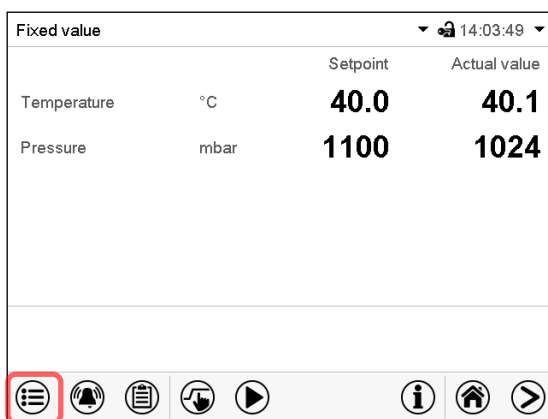 Fixed value 14:03:49
Setpoint Actual value
Temperature °C 40.0 40.1
Pressure mbar 1100 1024